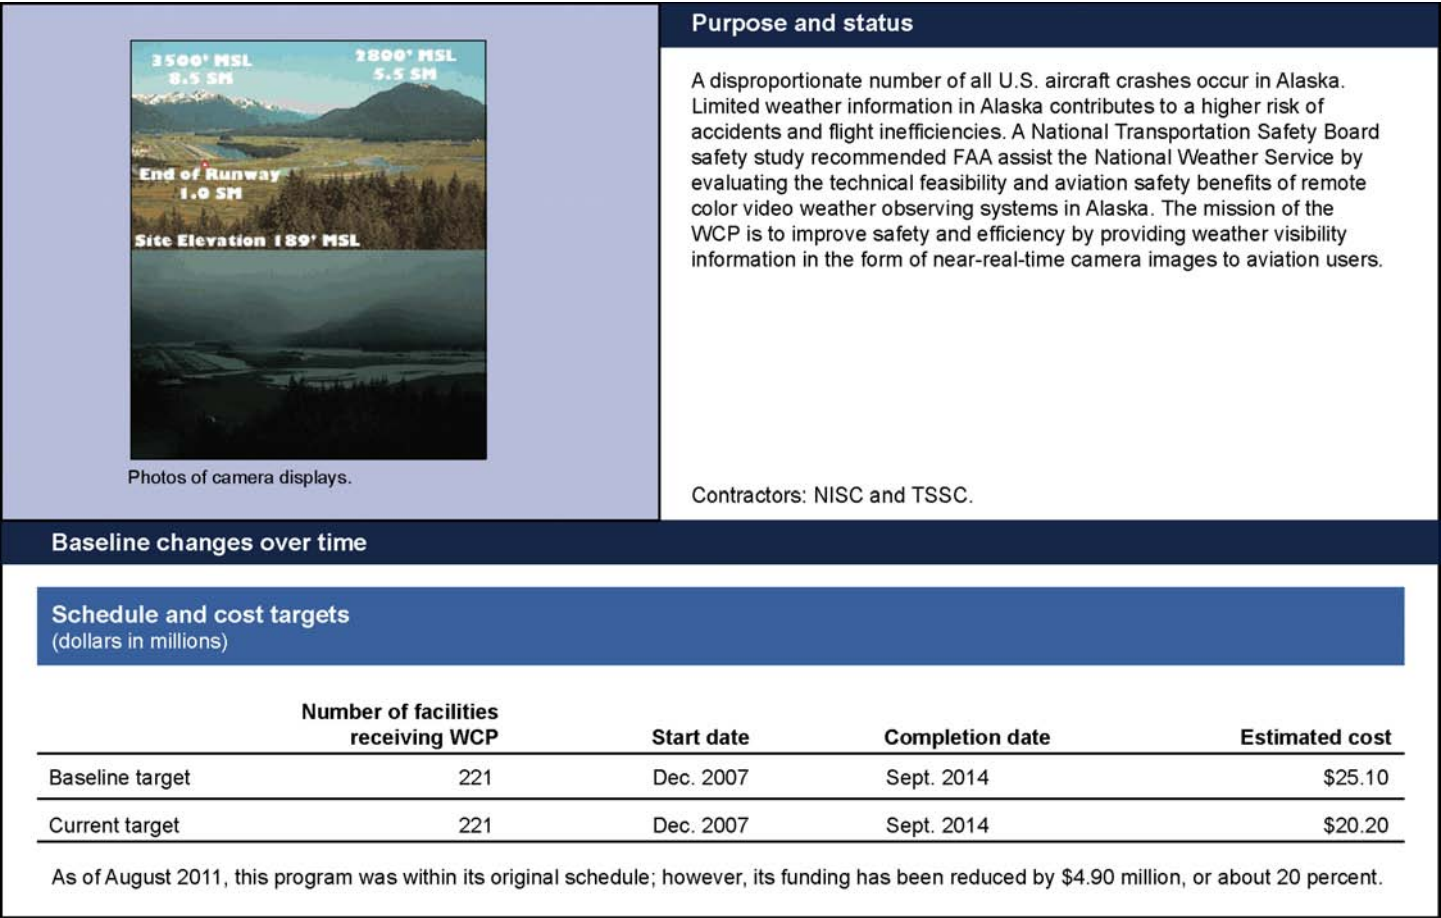 3500' MSL
8.5 SM
2800' MSL
5.5 SM
End of Runway
1.0 SM
Site Elevation 189' MSL
Photos of camera displays.
Purpose and status
A disproportionate number of all U.S. aircraft crashes occur in Alaska.
Limited weather information in Alaska contributes to a higher risk of
accidents and flight inefficiencies. A National Transportation Safety Board
safety study recommended FAA assist the National Weather Service by
evaluating the technical feasibility and aviation safety benefits of remote
color video weather observing systems in Alaska. The mission of the
WCP is to improve safety and efficiency by providing weather visibility
information in the form of near-real-time camera images to aviation users.
Contractors: NISC and TSSC.
Baseline changes over time
Schedule and cost targets
(dollars in millions)
Number of facilities
receiving WCP Start date Completion date Estimated cost
Baseline target 221 Dec. 2007 Sept. 2014 $25.10
Current target 221 Dec. 2007 Sept. 2014 $20.20
As of August 2011, this program was within its original schedule; however, its funding has been reduced by $4.90 million, or about 20 percent.